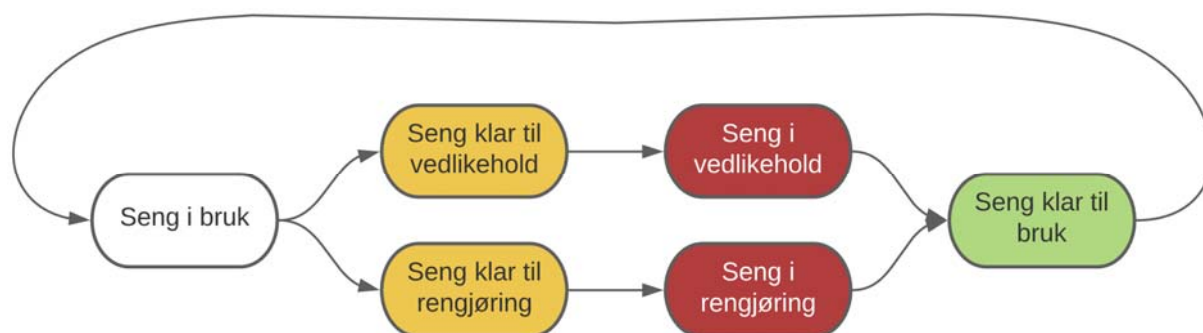 Seng i bruk
Seng klar til
vedlikehold
Seng i
vedlikehold
Seng klar til
rengjøring
Seng i
rengjøring
Seng klar til
bruk